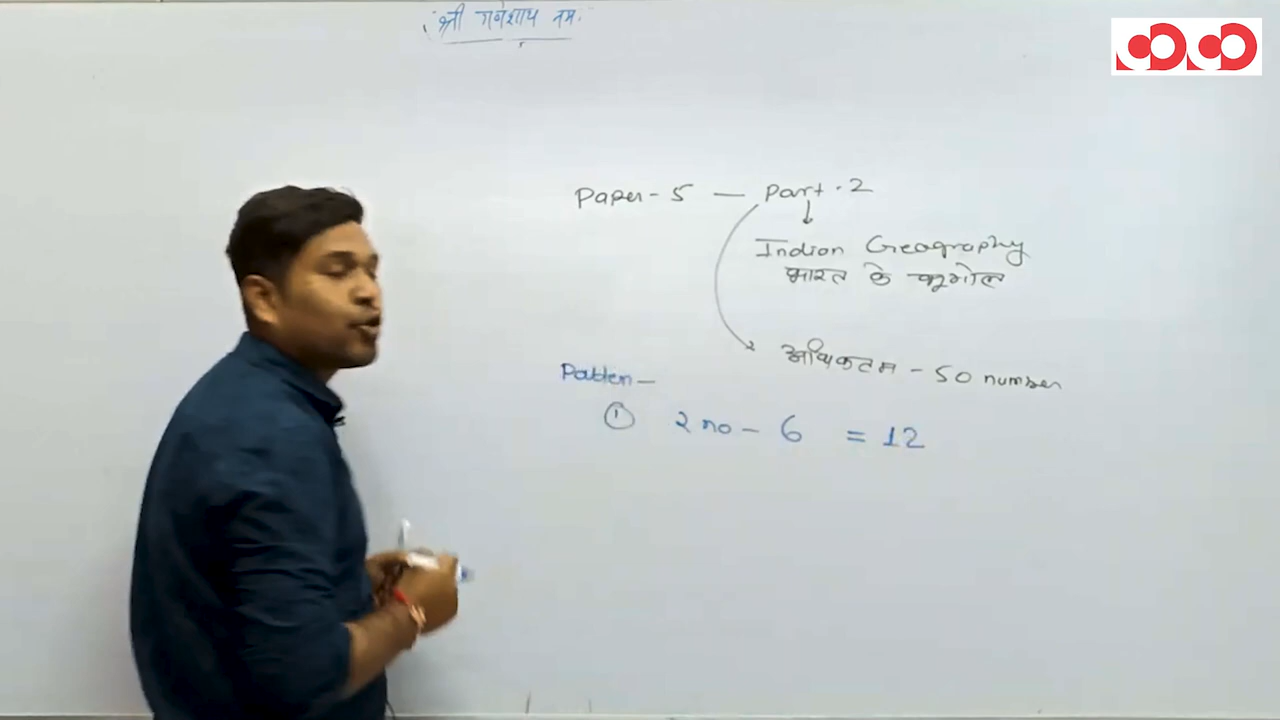 श्री गणेशाय नमः
Paper-5 — Part-2
Indian Geography
भारत के भूगोल
अधिकतम - 50 number
Pattern —
① 2 no - 6 = 12